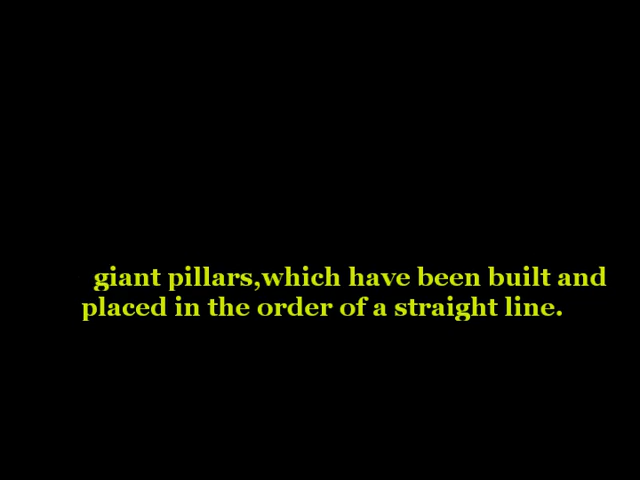 giant pillars,which have been built and
placed in the order of a straight line.